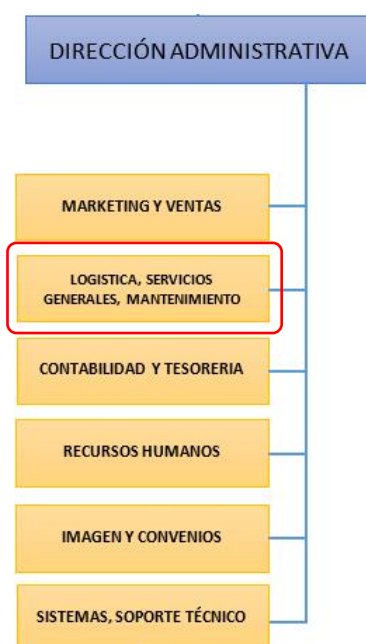 DIRECCIÓN ADMINISTRATIVA
MARKETING Y VENTAS
LOGISTICA, SERVICIOS
GENERALES, MANTENIMIENTO
CONTABILIDAD Y TESORERIA
RECURSOS HUMANOS
IMAGEN Y CONVENIOS
SISTEMAS, SOPORTE TÉCNICO